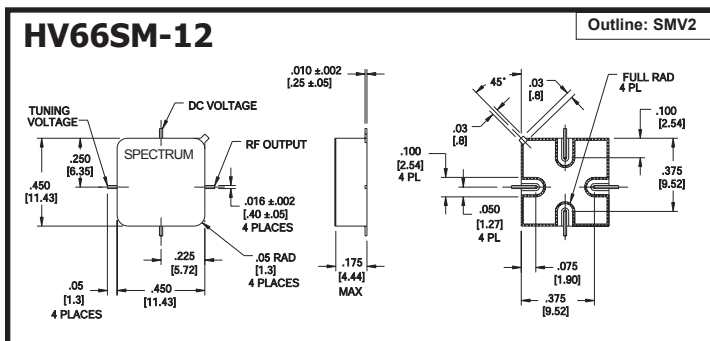 HV66SM-12
Outline: SMV2
.010 ±.002
[.25 ±.05]
DC VOLTAGE
TUNING
VOLTAGE
RF OUTPUT
SPECTRUM
.250
[6.35]
.450
[11.43]
.016 ±.002
[.40 ±.05]
4 PLACES
.225
[5.72]
.05 RAD
[1.3]
4 PLACES
.05
[1.3]
4 PLACES
.450
[11.43]
.175
[4.44]
MAX
45°
.03
[.8]
FULL RAD
4 PL
.03
[.8]
.100
[2.54]
.100
[2.54]
4 PL
.375
[9.52]
.050
[1.27]
4 PL
.075
[1.90]
.375
[9.52]